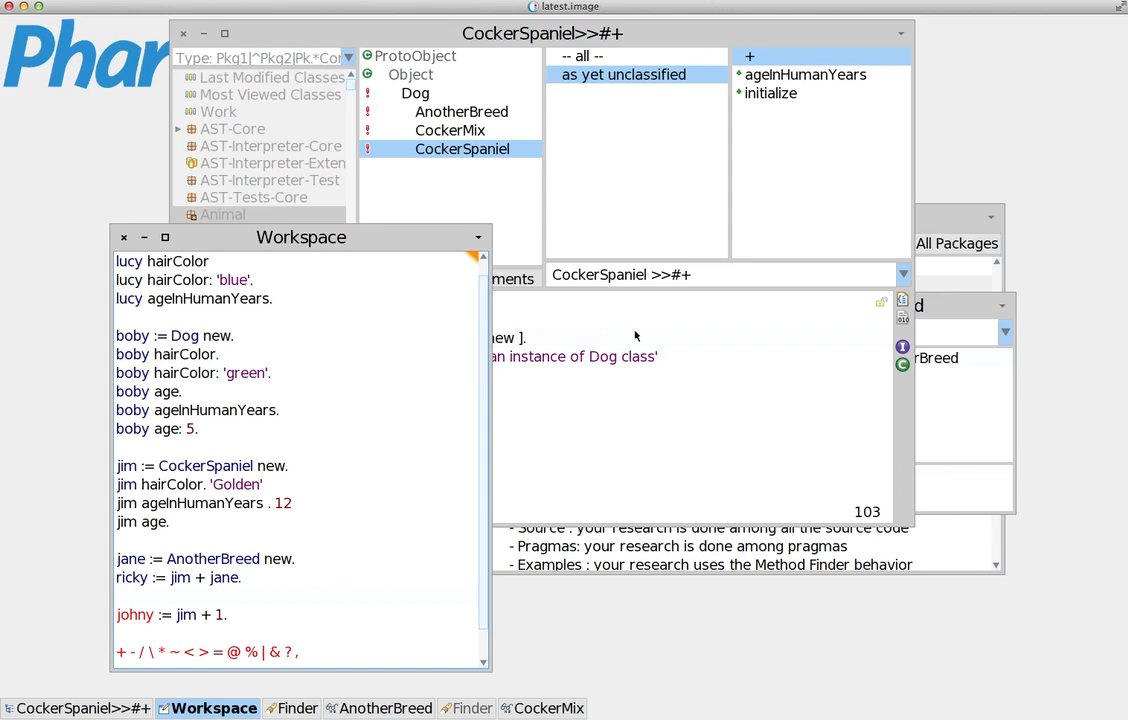 latest.image
Phar
CockerSpaniel>>#+
Type: Pkg1|^Pkg2|Pk.*Cor
Last Modified Classes
Most Viewed Classes
Work
AST-Core
AST-Interpreter-Core
AST-Interpreter-Exten
AST-Interpreter-Test
AST-Tests-Core
Animal
ProtoObject
Object
Dog
AnotherBreed
CockerMix
CockerSpaniel
-- all --
as yet unclassified
+
ageInHumanYears
initialize
All Packages
ments
CockerSpaniel >>#+
new ].
an instance of Dog class'
103
d
rBreed
- Source : your research is done among all the source code
- Pragmas: your research is done among pragmas
- Examples : your research uses the Method Finder behavior
Workspace
lucy hairColor
lucy hairColor: 'blue'.
lucy ageInHumanYears.
boby := Dog new.
boby hairColor.
boby hairColor: 'green'.
boby age.
boby ageInHumanYears.
boby age: 5.
jim := CockerSpaniel new.
jim hairColor. 'Golden'
jim ageInHumanYears . 12
jim age.
jane := AnotherBreed new.
ricky := jim + jane.
johny := jim + 1.
+ - / \ * ~ < > = @ % | & ? ,
CockerSpaniel>>#+
Workspace
Finder
AnotherBreed
Finder
CockerMix